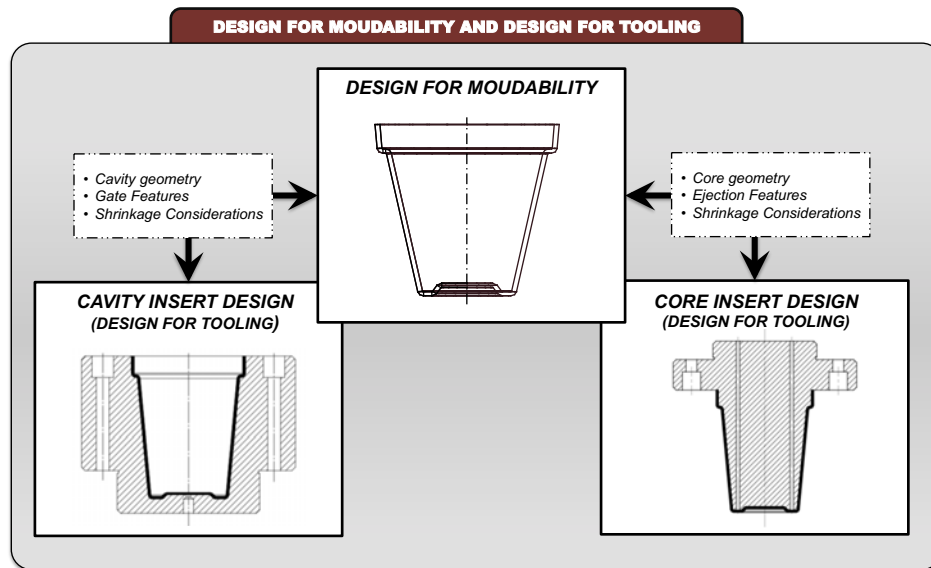 DESIGN FOR MOUDABILITY AND DESIGN FOR TOOLING
DESIGN FOR MOUDABILITY
• Cavity geometry
• Gate Features
• Shrinkage Considerations
• Core geometry
• Ejection Features
• Shrinkage Considerations
CAVITY INSERT DESIGN
(DESIGN FOR TOOLING)
CORE INSERT DESIGN
(DESIGN FOR TOOLING)